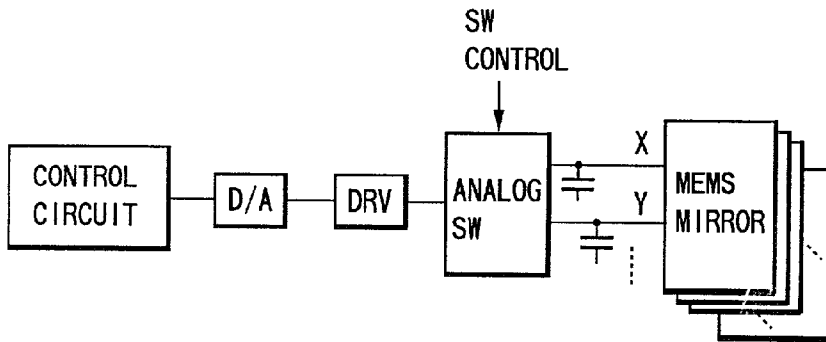 SW
CONTROL
CONTROL
CIRCUIT
D/A
DRV
ANALOG
SW
X
Y
MEMS
MIRROR